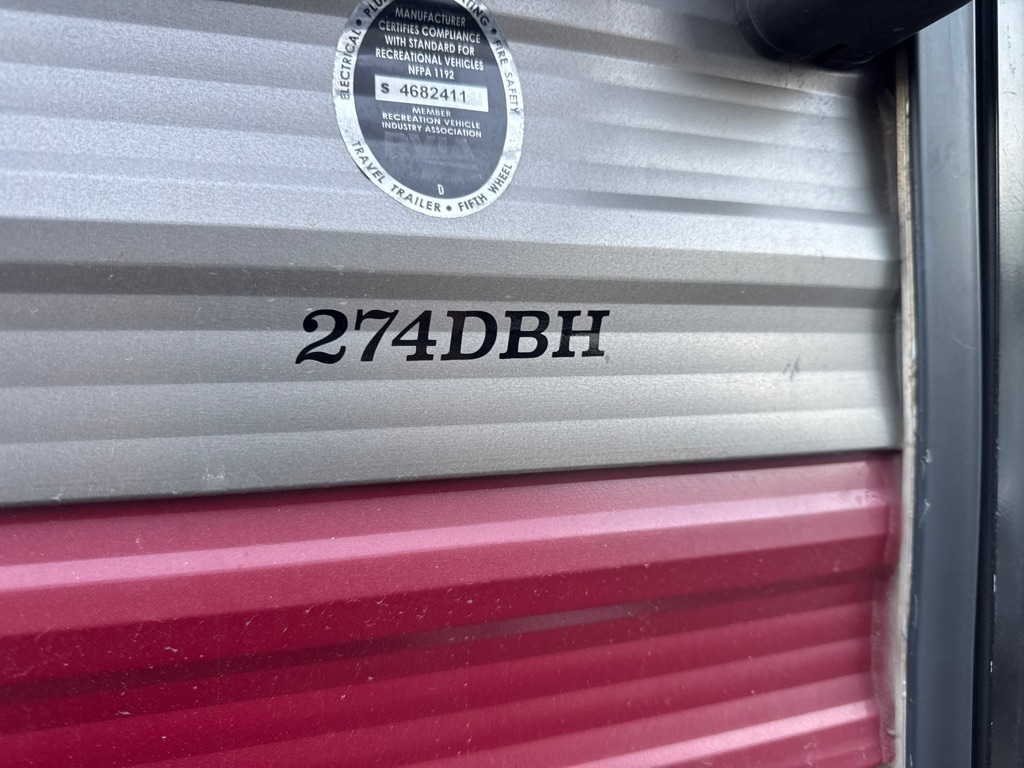 MANUFACTURER
CERTIFIES COMPLIANCE
WITH STANDARD FOR
RECREATIONAL VEHICLES
NFPA 1192
S 4682411
MEMBER
RECREATION VEHICLE
INDUSTRY ASSOCIATION
RVIA
D
ELECTRICAL •
• FIRE SAFETY
TRAVEL TRAILER • FIFTH WHEEL
274DBH